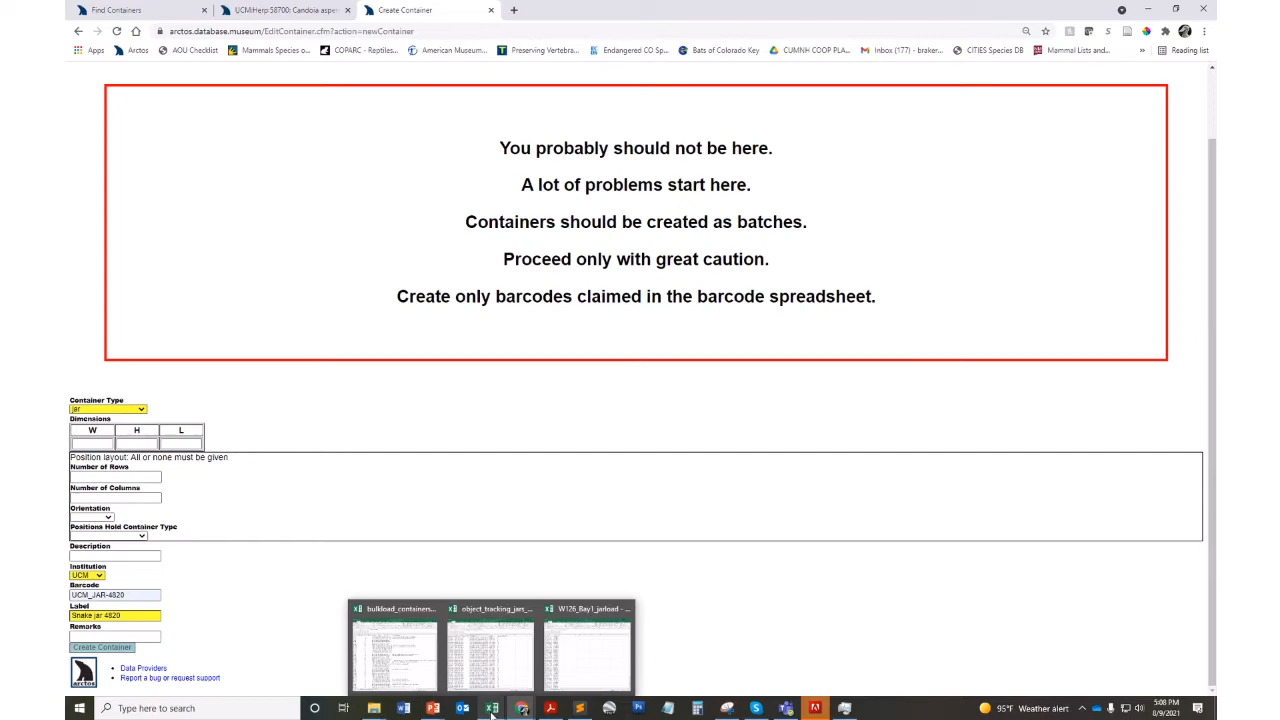 Find Containers
UCMiHerp:58700: Candoia asper
Create Container
arctos.database.museum/EditContainer.cfm?action=newContainer
Apps Arctos AOU Checklist Mammals Species o... COPARC - Reptiles... American Museum... Preserving Vertebra... Endangered CO Sp... Bats of Colorado Key CUMNH COOP PLA... Inbox (177) - braker... CITIES Species DB Mammal Lists and... » Reading list
You probably should not be here.
A lot of problems start here.
Containers should be created as batches.
Proceed only with great caution.
Create only barcodes claimed in the barcode spreadsheet.
Container Type
jar
Dimensions
W H L
Position layout: All or none must be given
Number of Rows
Number of Columns
Orientation
Positions Hold Container Type
Description
Institution
UCM
Barcode
UCM_JAR-4820
Label
Snake jar 4820
Remarks
Create Container
arctos
Data Providers
Report a bug or request support
bulkload_containers...
object_tracking_jars_...
W126_Bay1_jarload - ...
Type here to search
95°F Weather alert
5:08 PM
8/9/2021